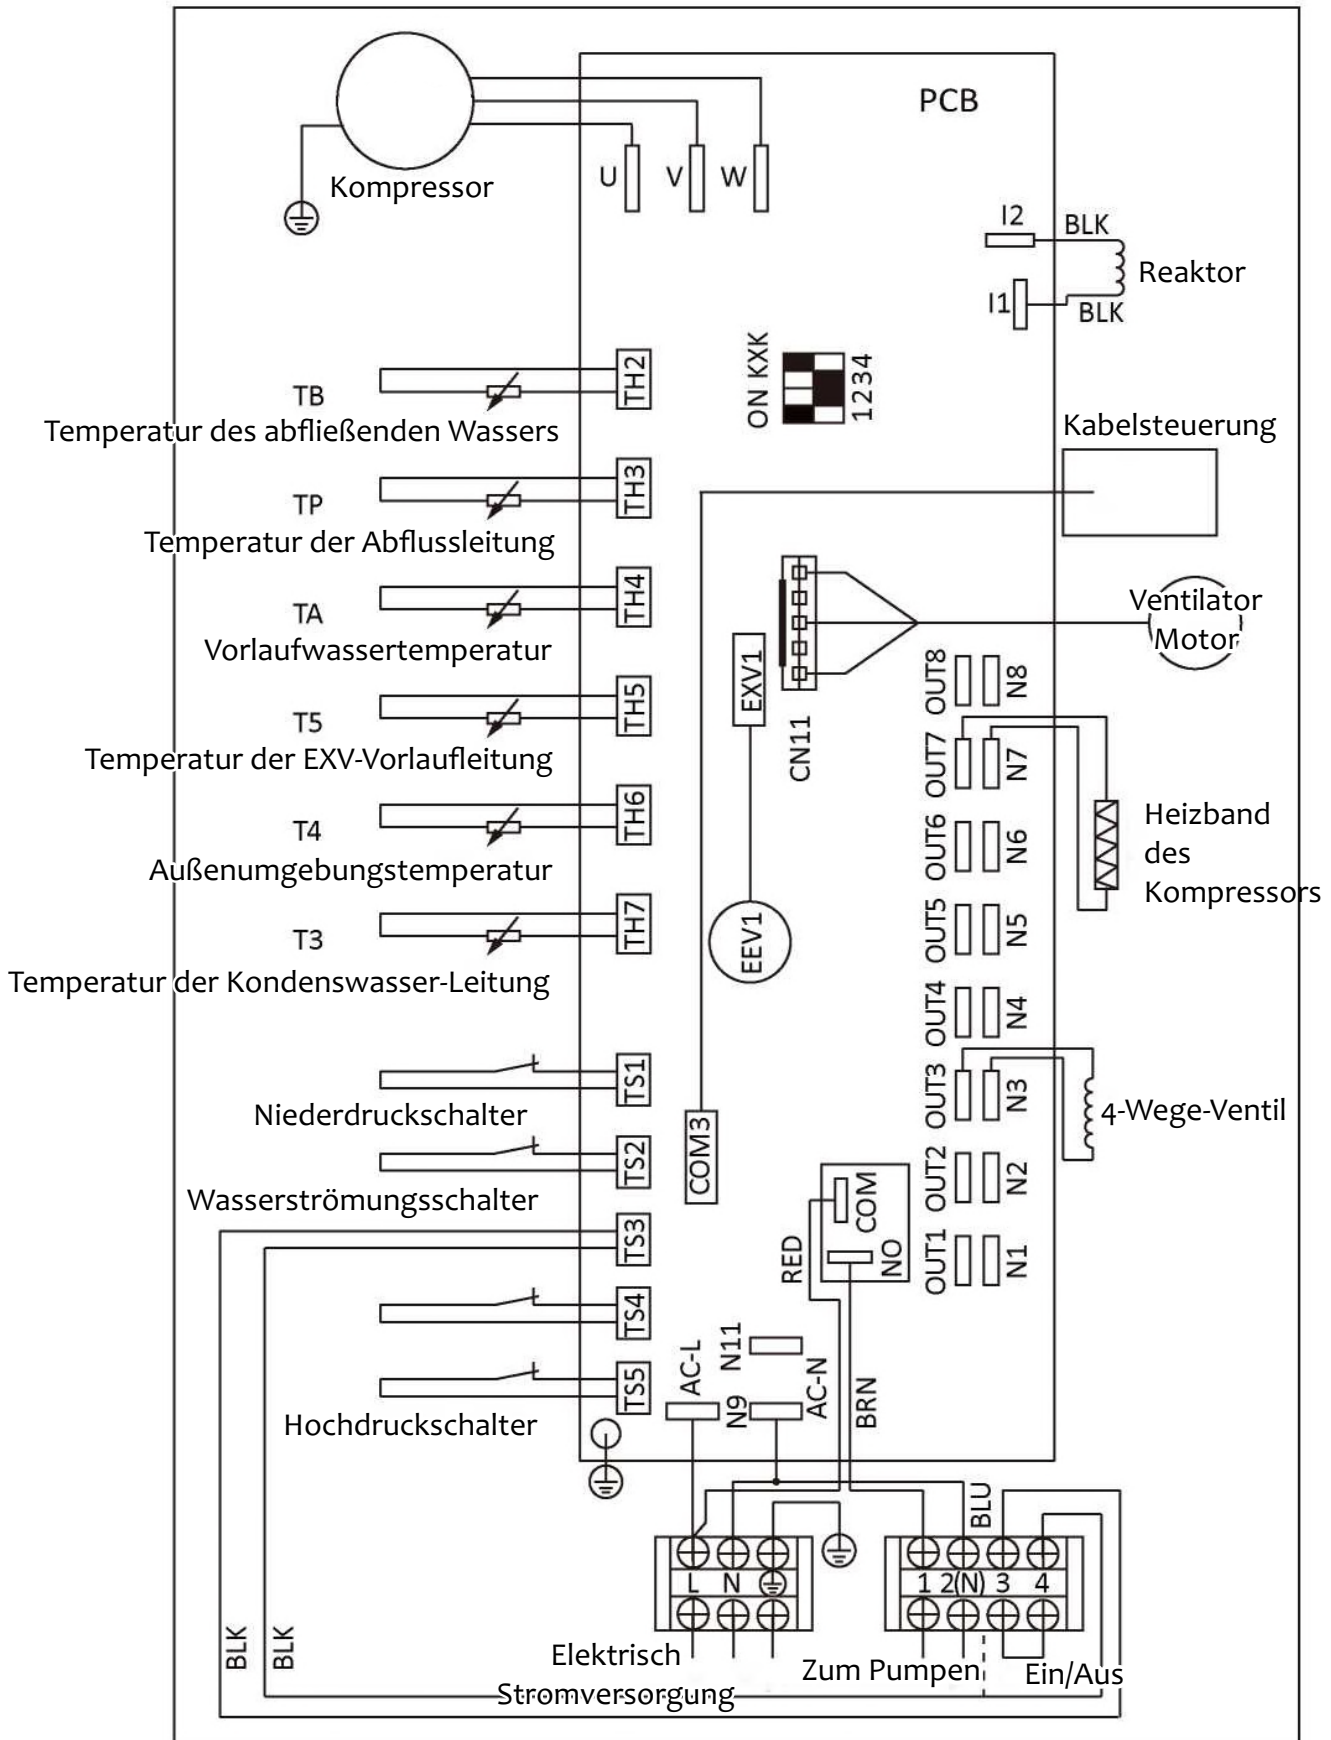 PCB
Kompressor
U
V
W
I2
BLK
Reaktor
I1
BLK
TB
TH2
Temperatur des abfließenden Wassers
ON KXK
1234
Kabelsteuerung
TP
TH3
Temperatur der Abflussleitung
TA
TH4
Vorlaufwassertemperatur
Ventilator
Motor
T5
TH5
Temperatur der EXV-Vorlaufleitung
EXV1
CN11
OUT8
N8
OUT7
N7
T4
TH6
Außenumgebungstemperatur
OUT6
N6
Heizband
des
Kompressors
T3
TH7
Temperatur der Kondenswasser-Leitung
EEV1
OUT5
N5
OUT4
N4
TS1
Niederdruckschalter
OUT3
N3
4-Wege-Ventil
TS2
Wasserströmungsschalter
COM3
COM
NO
RED
OUT2
N2
TS3
OUT1
N1
TS4
AC-L
N11
TS5
Hochdruckschalter
N9
AC-N
BRN
BLU
L N
1 2(N) 3 4
BLK
BLK
Elektrisch
Stromversorgung
Zum Pumpen
Ein/Aus